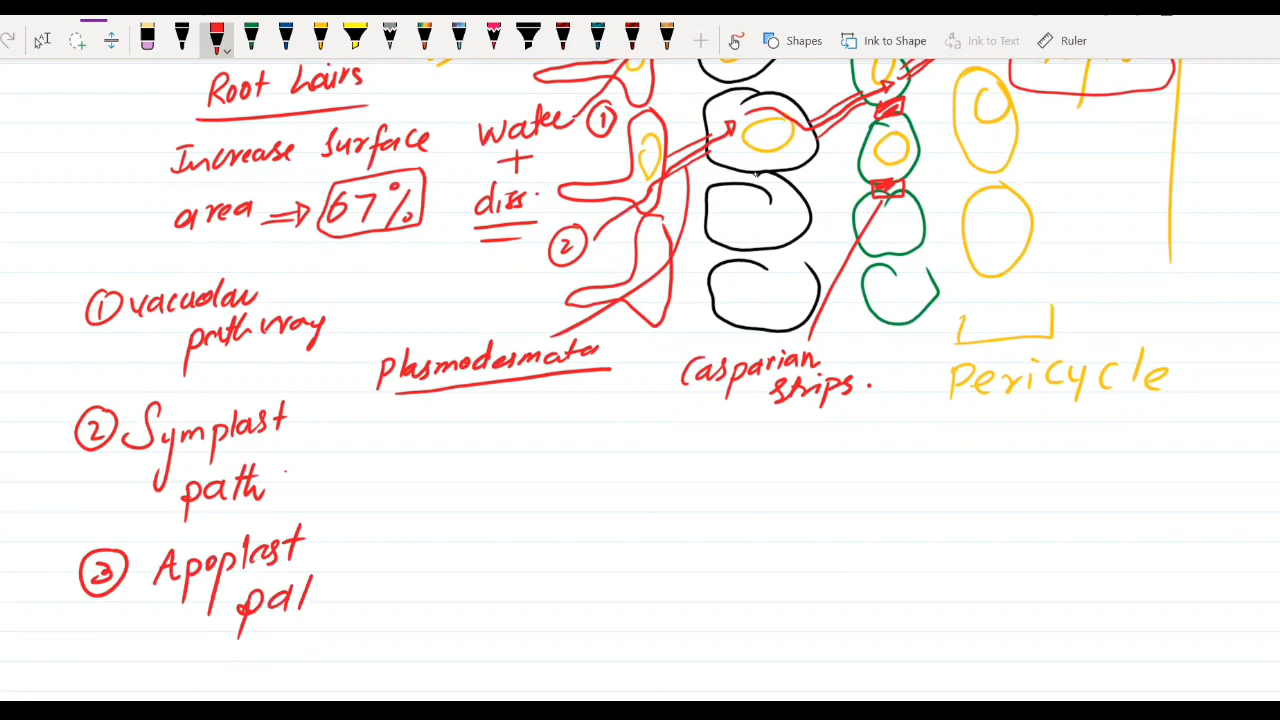 Shapes
Ink to Shape
Ink to Text
Ruler
Root hairs
Increase surface
area ⇒ 67%
water
+
diss.
①
②
① vacuolar
pathway
Plasmodesmata
Casparian
strips.
Pericycle
② Symplast
path
③ Apoplast
pal